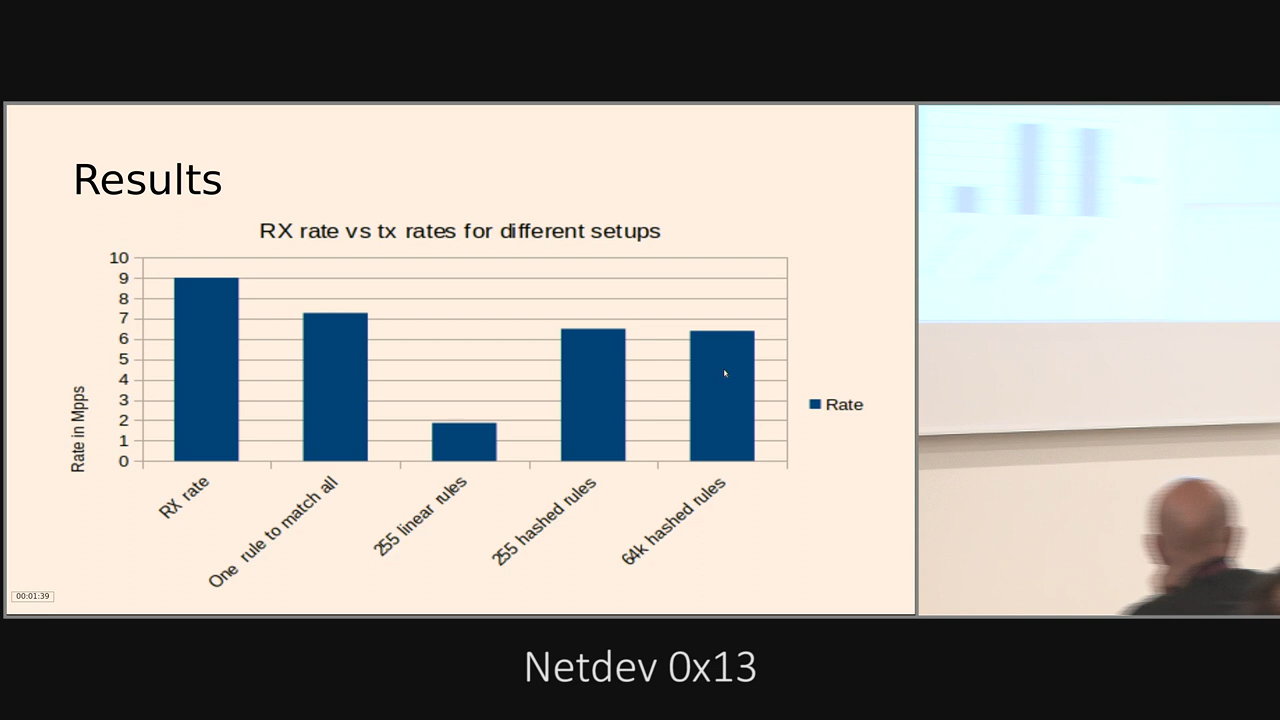 Results
RX rate vs tx rates for different setups
10
9
8
7
6
5
4
3
2
1
0
Rate in Mpps
RX rate
One rule to match all
255 linear rules
255 hashed rules
64k hashed rules
Rate
00:01:39
Netdev 0x13